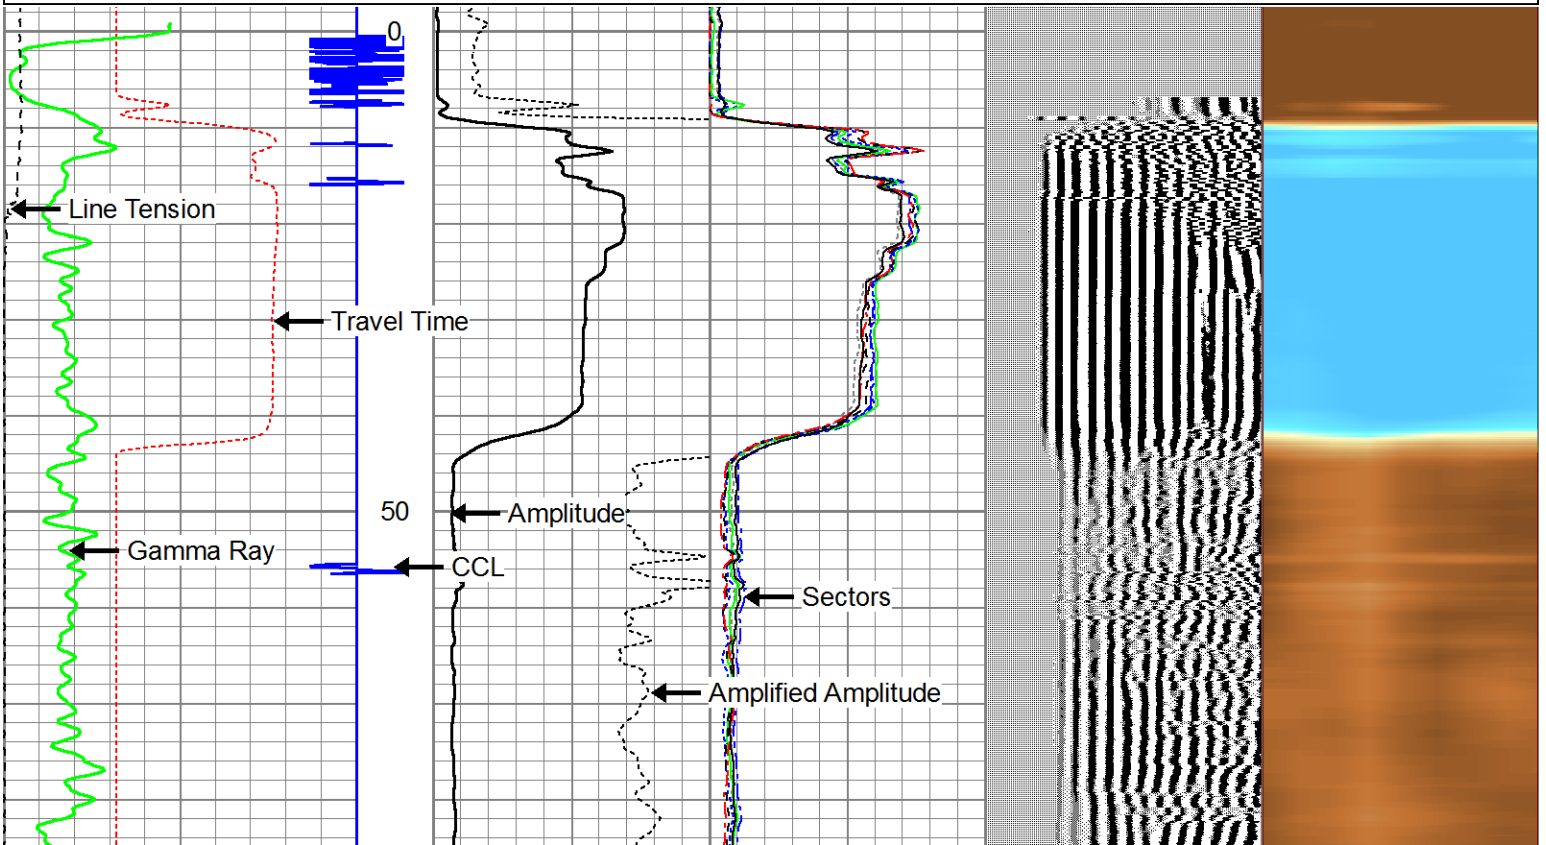 0
Line Tension
Travel Time
50
Amplitude
Gamma Ray
CCL
Sectors
Amplified Amplitude